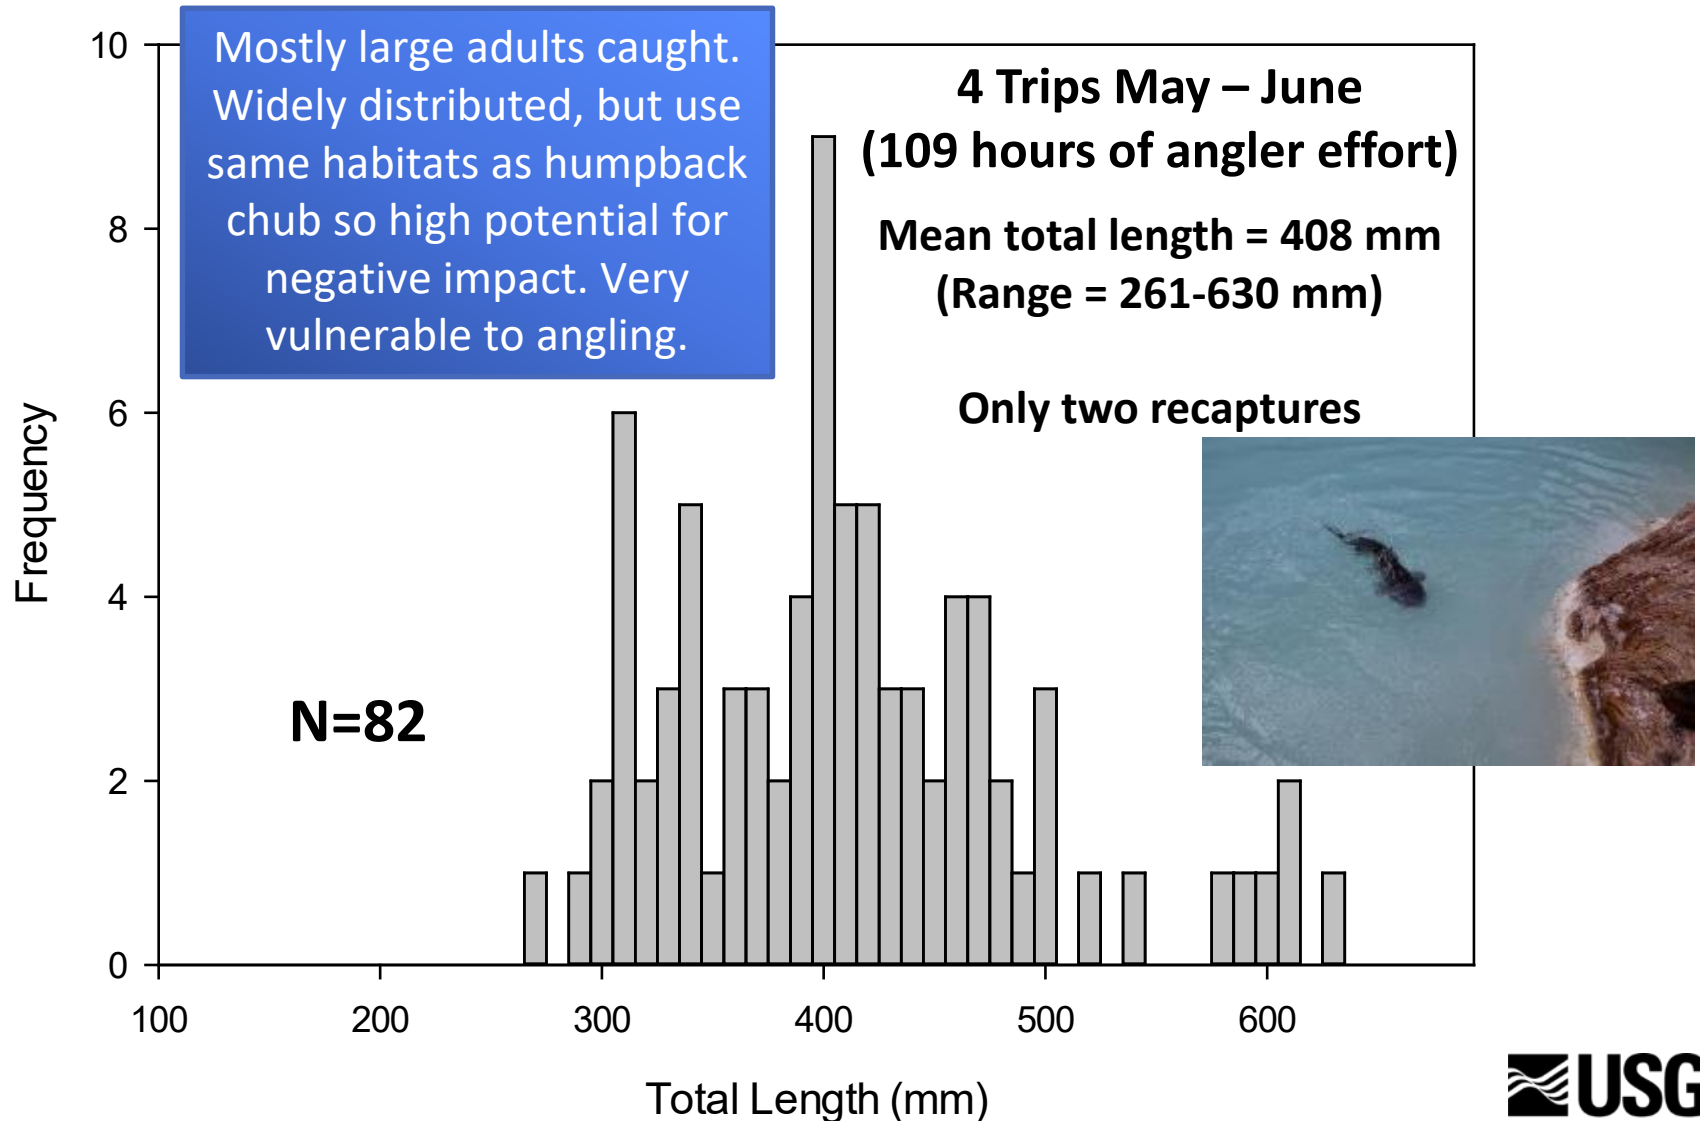 Mostly large adults caught.
Widely distributed, but use
same habitats as humpback
chub so high potential for
negative impact. Very
vulnerable to angling.
4 Trips May – June
(109 hours of angler effort)
Mean total length = 408 mm
(Range = 261-630 mm)
Only two recaptures
N=82
Frequency
10
8
6
4
2
0
100 200 300 400 500 600
Total Length (mm)
USG